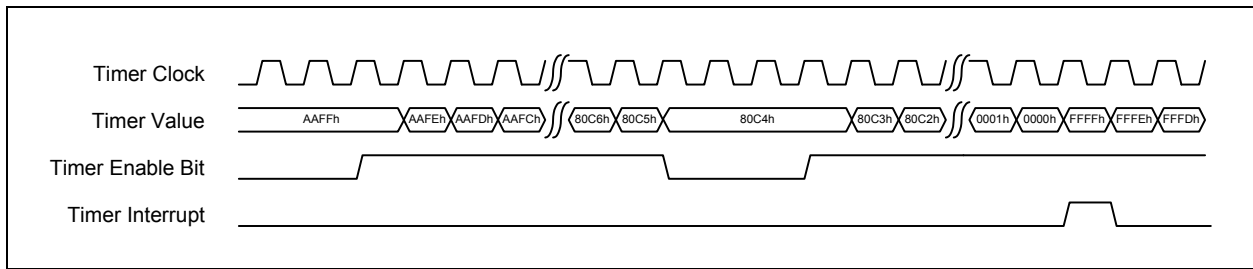 Timer Clock
Timer Value AAFFh AAFEh AAFDh AAFCh 80C6h 80C5h 80C4h 80C3h 80C2h 0001h 0000h FFFFh FFFEh FFFDh
Timer Enable Bit
Timer Interrupt